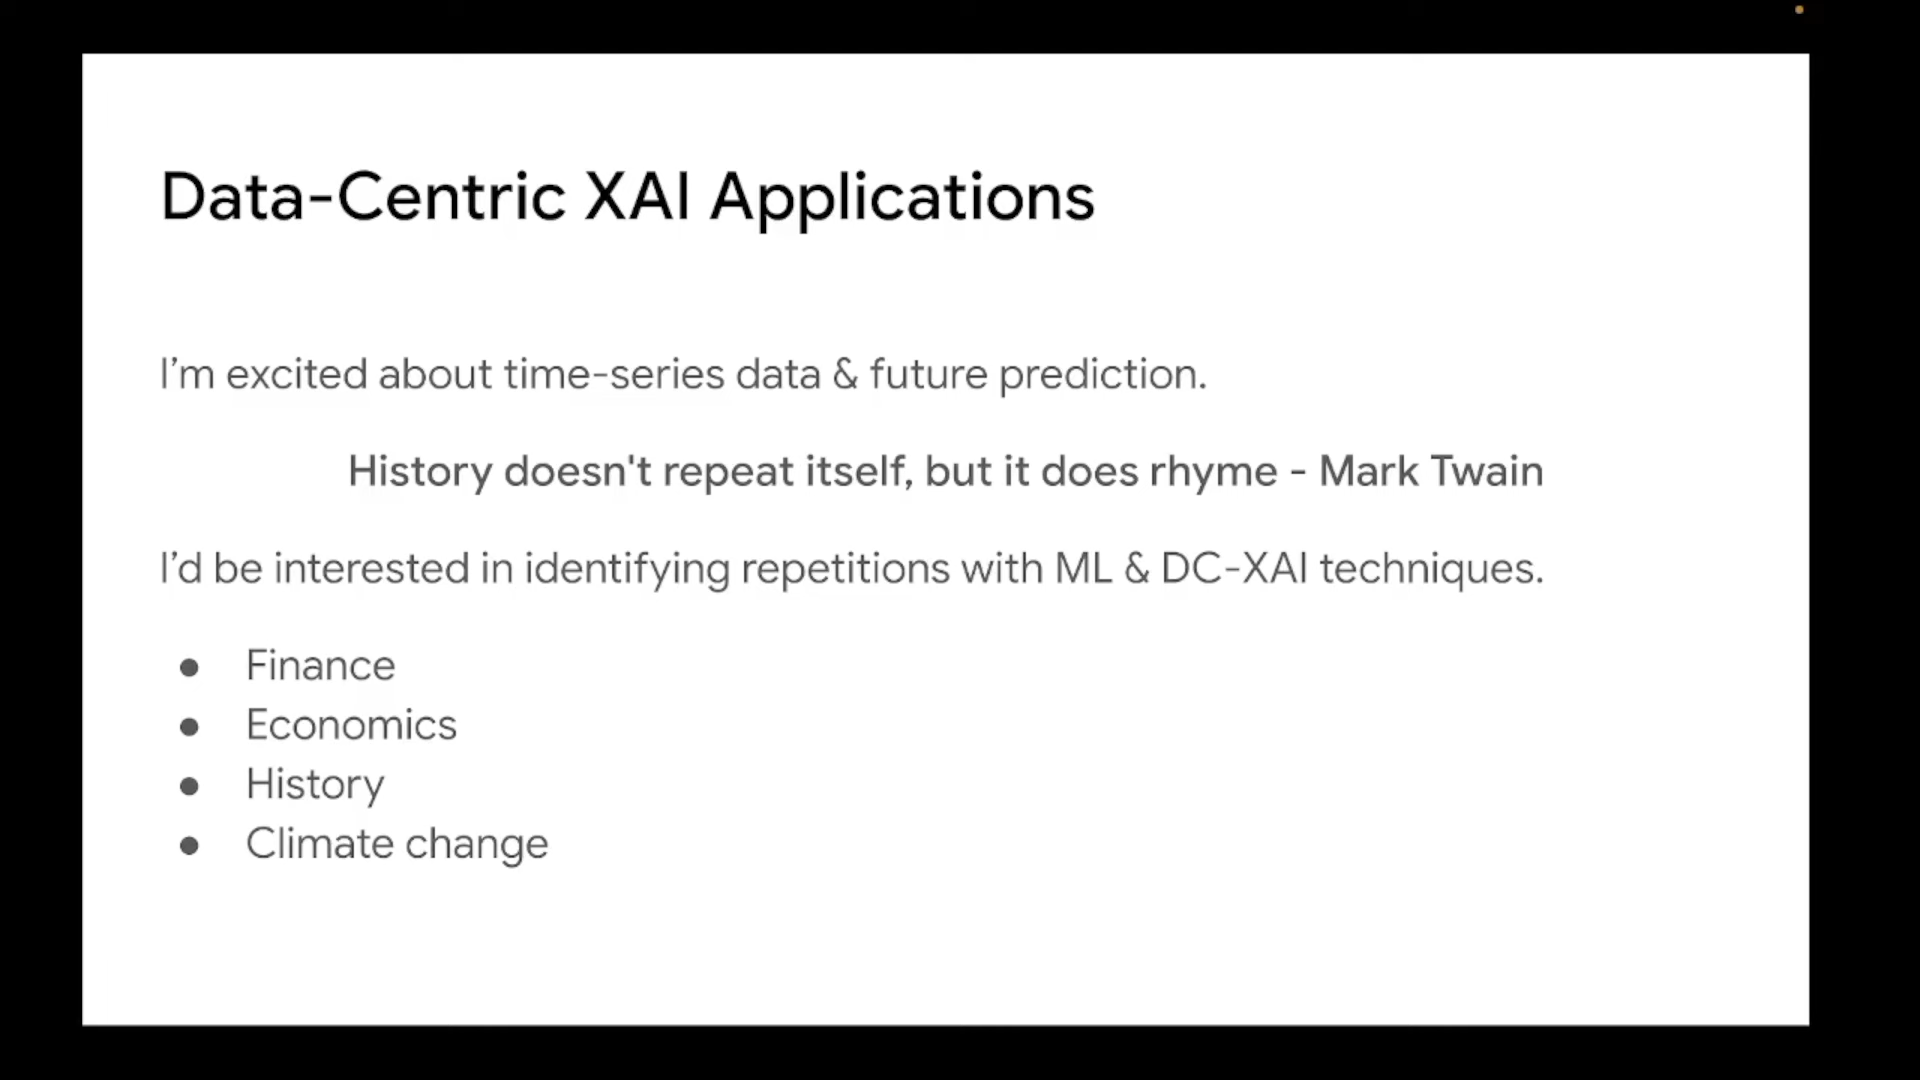 Data-Centric XAI Applications
I’m excited about time-series data & future prediction.
History doesn't repeat itself, but it does rhyme - Mark Twain
I’d be interested in identifying repetitions with ML & DC-XAI techniques.
● Finance
● Economics
● History
● Climate change